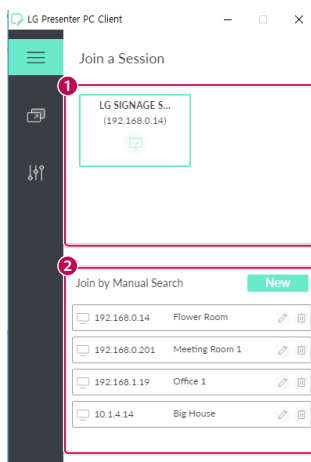 LG Presenter PC Client
Join a Session
1
LG SIGNAGE S...
(192.168.0.14)
2
Join by Manual Search New
192.168.0.14 Flower Room
192.168.0.201 Meeting Room 1
192.168.1.19 Office 1
10.1.4.14 Big House